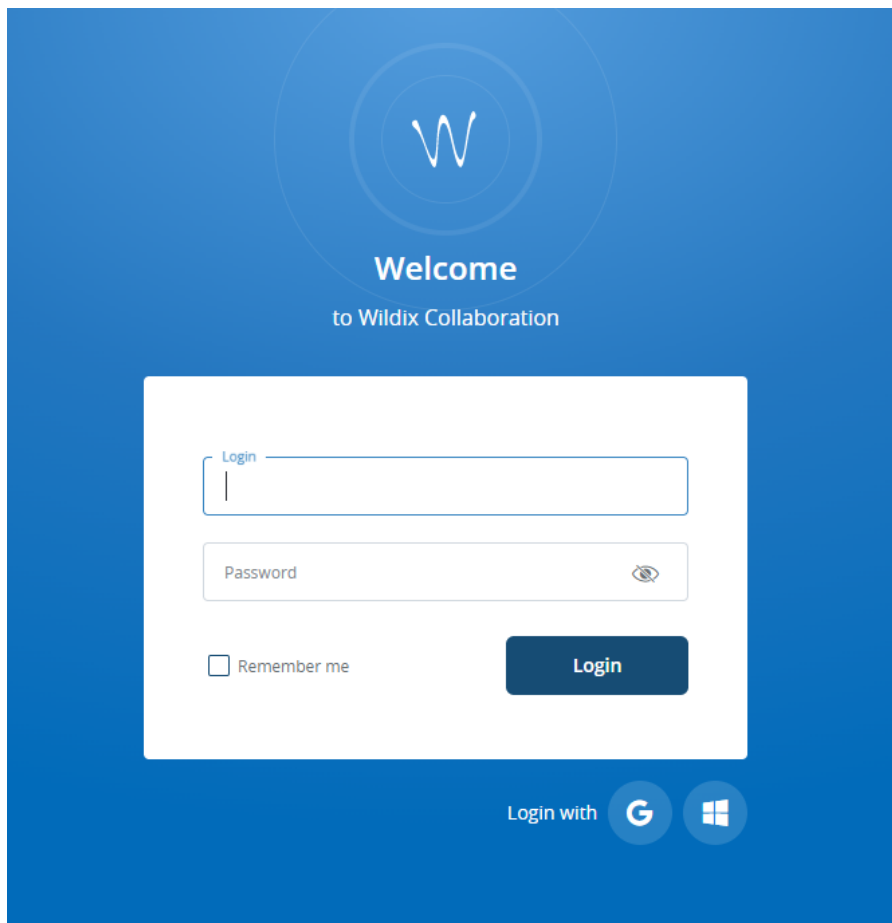 W
Welcome
to Wildix Collaboration
Login
Password
Remember me
Login
Login with
G